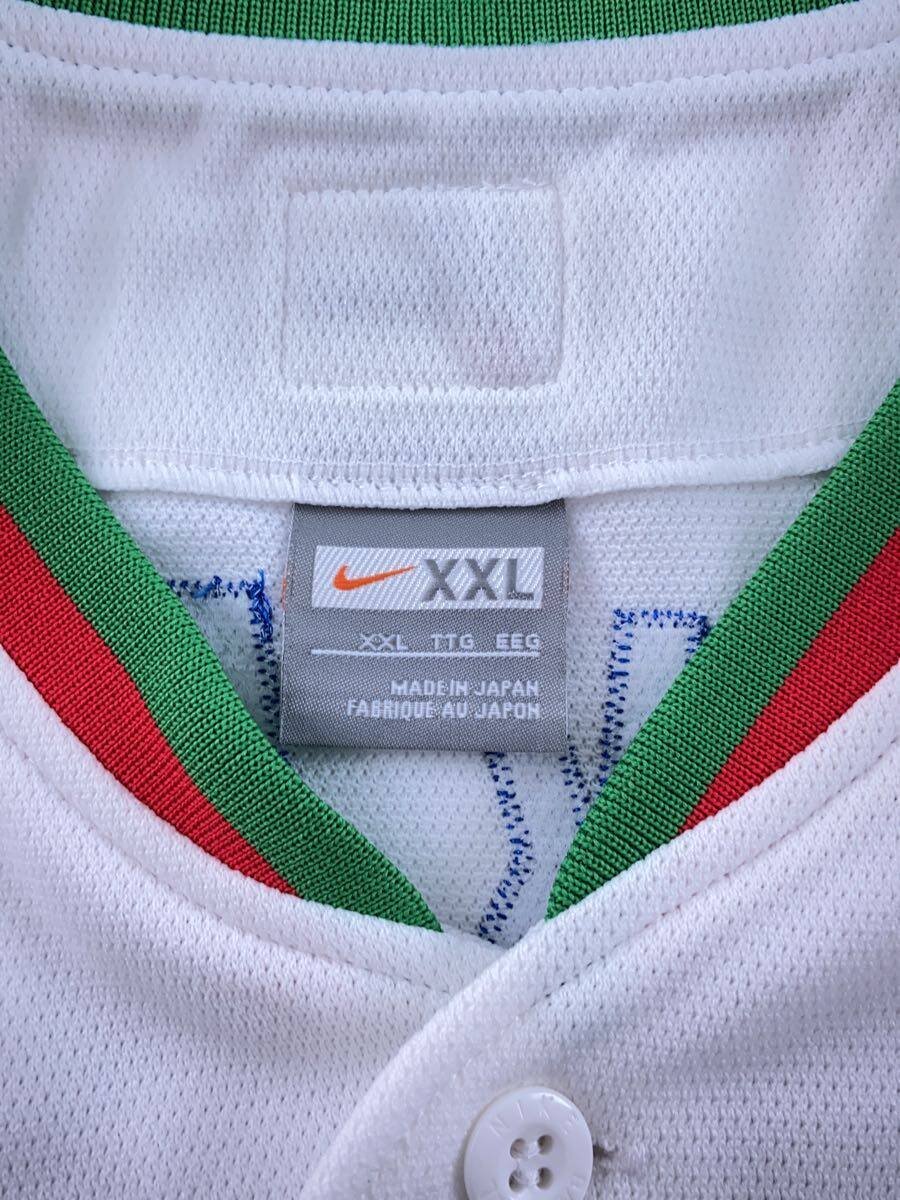 XXL
XXL TTG EEG
MADE IN JAPAN
FABRIQUE AU JAPON